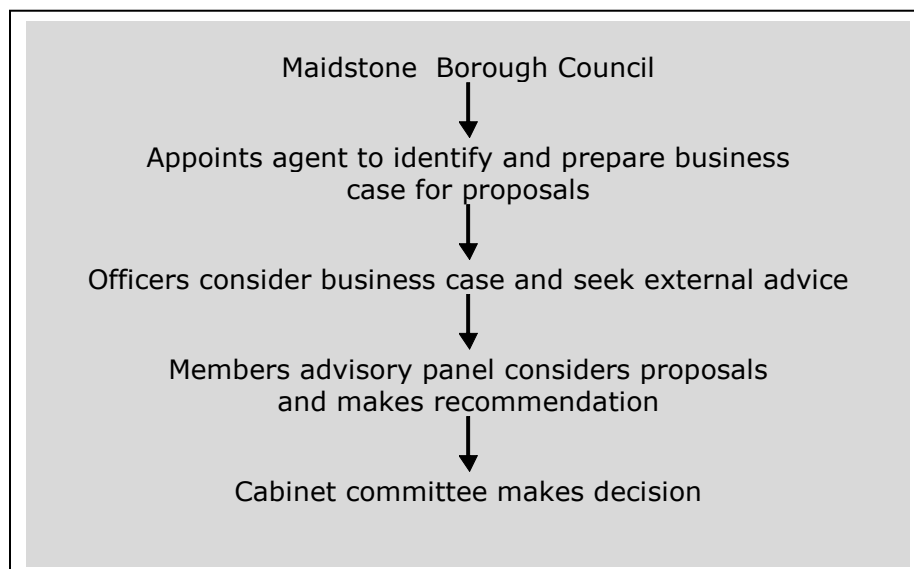 Maidstone  Borough Council
Appoints agent to identify and prepare business
case for proposals
Officers consider business case and seek external advice
Members advisory panel considers proposals
and makes recommendation
Cabinet committee makes decision